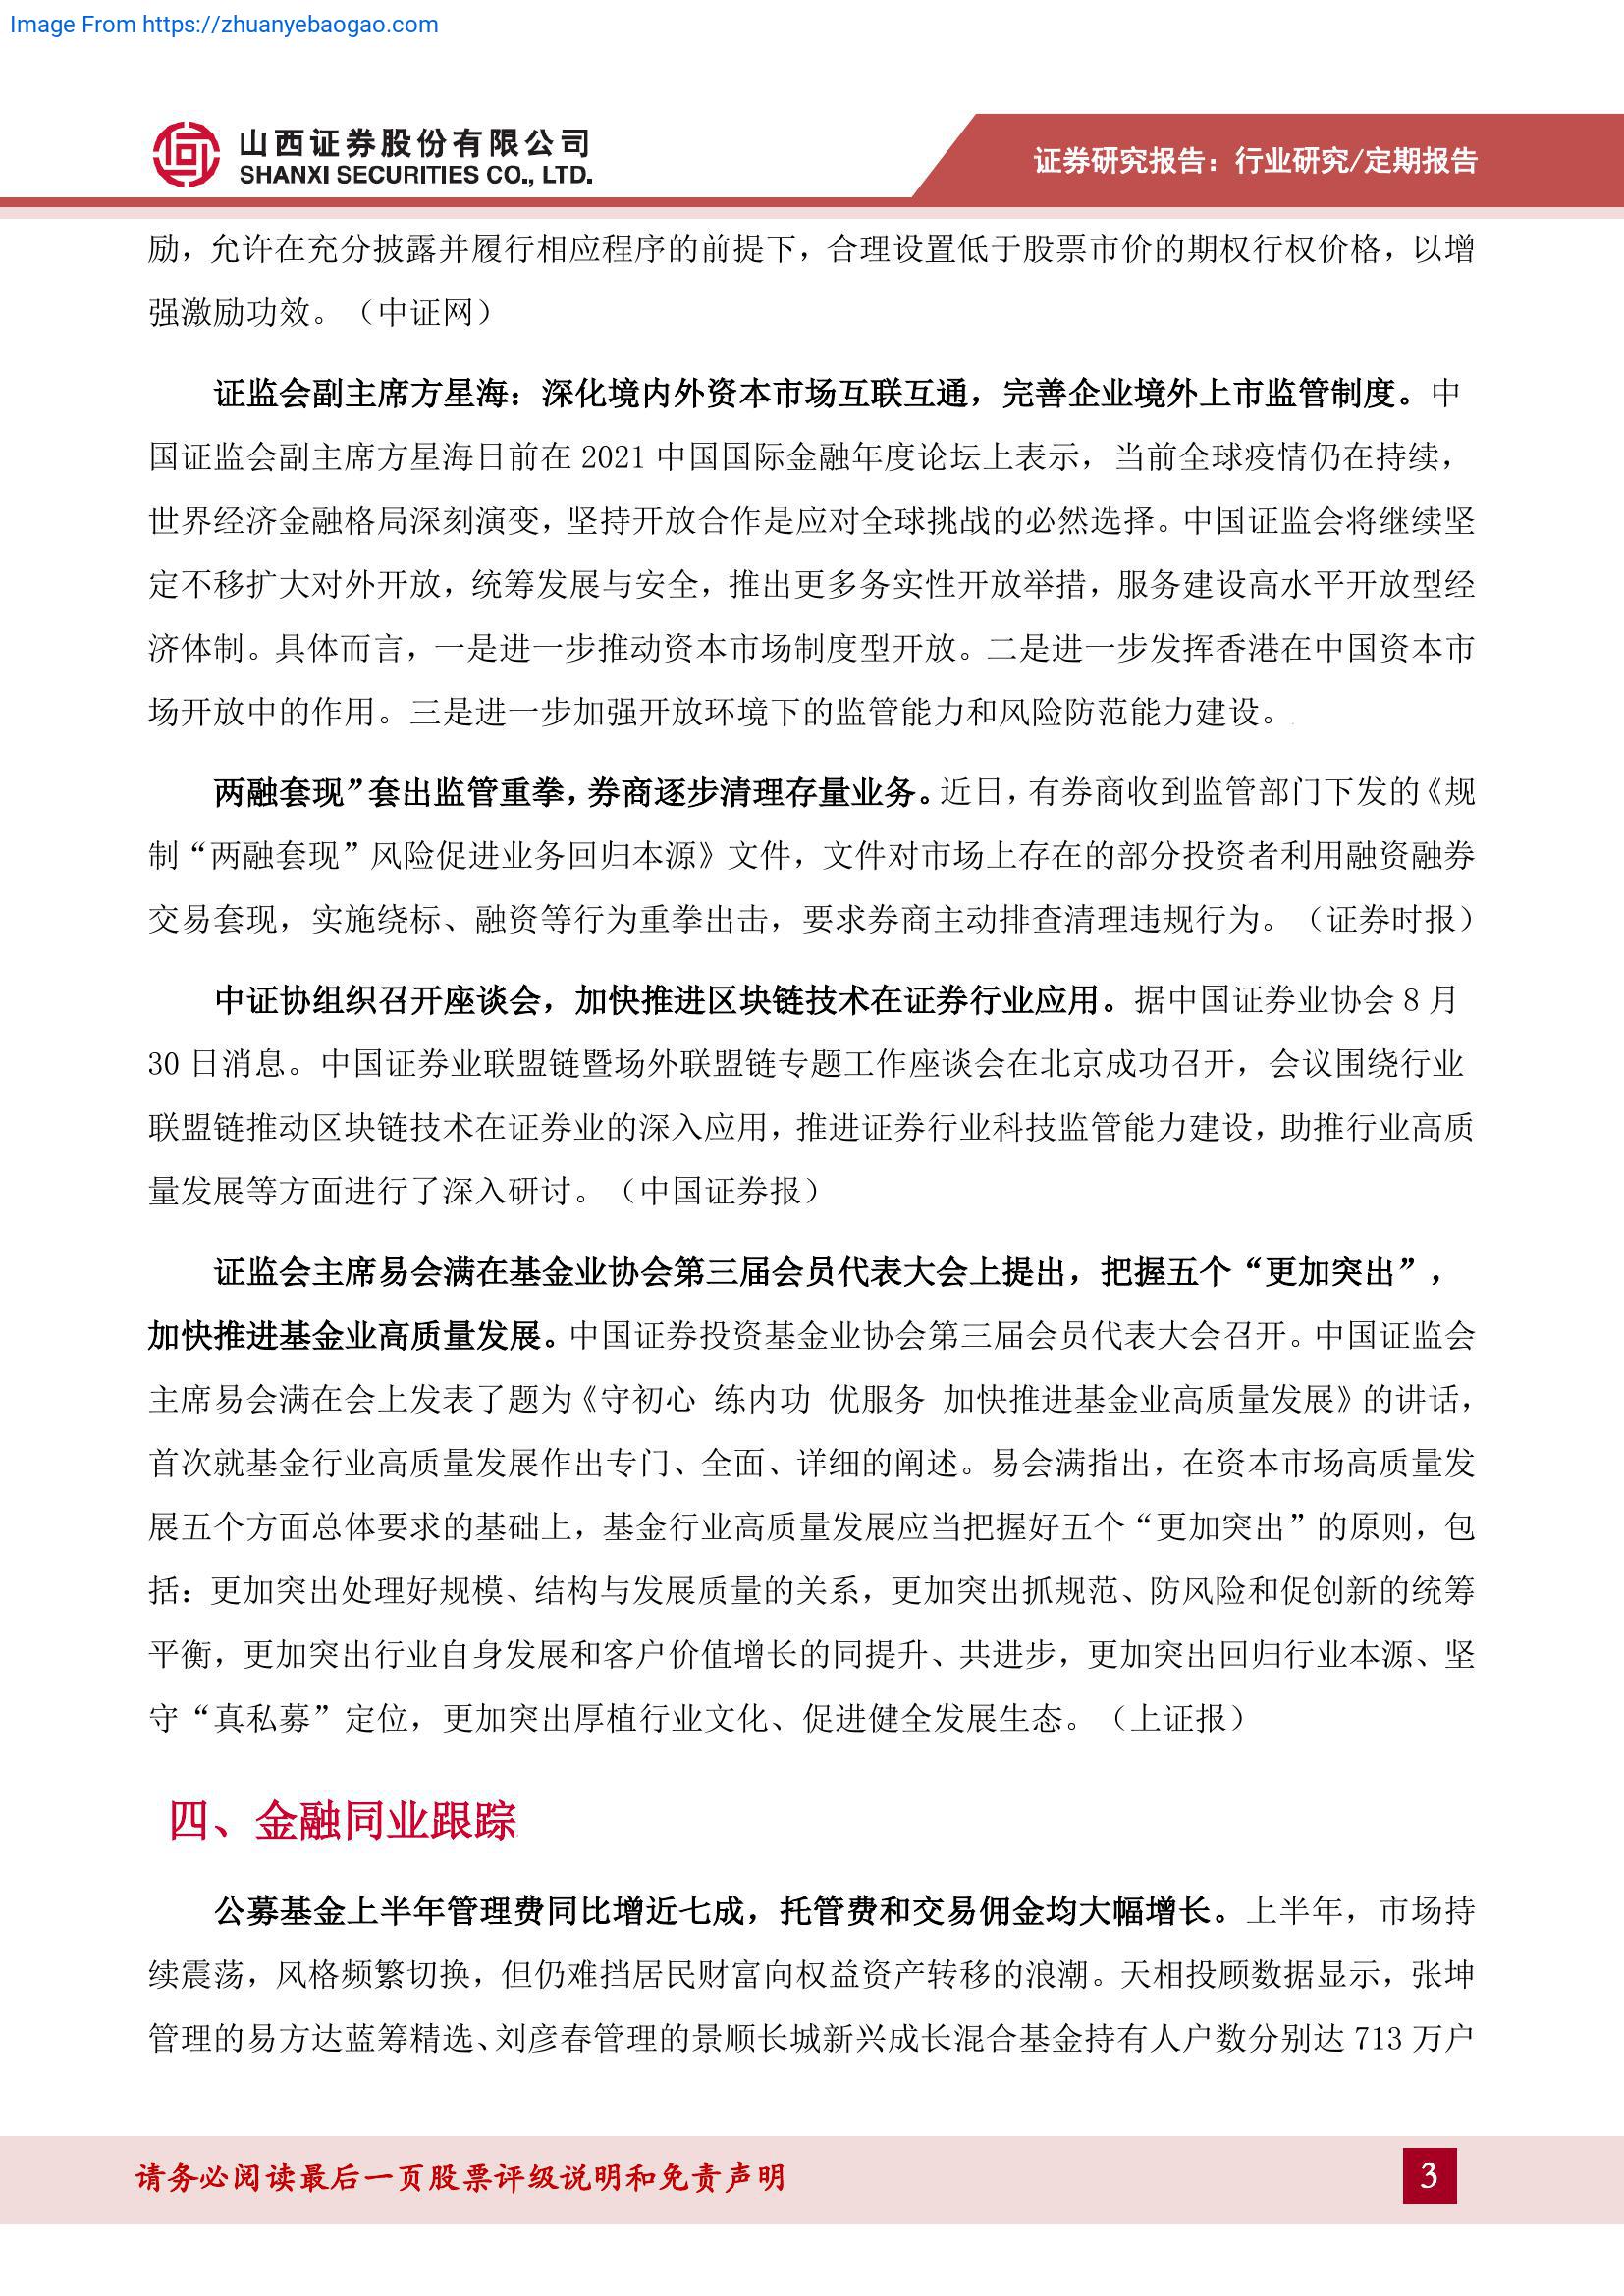 Image From https://zhuanyebaogao.com
山西证券股份有限公司
SHANXI SECURITIES CO., LTD.
证券研究报告：行业研究/定期报告
励，允许在充分披露并履行相应程序的前提下，合理设置低于股票市价的期权行权价格，以增
强激励功效。（中证网）
证监会副主席方星海：深化境内外资本市场互联互通，完善企业境外上市监管制度。中
国证监会副主席方星海日前在 2021 中国国际金融年度论坛上表示，当前全球疫情仍在持续，
世界经济金融格局深刻演变，坚持开放合作是应对全球挑战的必然选择。中国证监会将继续坚
定不移扩大对外开放，统筹发展与安全，推出更多务实性开放举措，服务建设高水平开放型经
济体制。具体而言，一是进一步推动资本市场制度型开放。二是进一步发挥香港在中国资本市
场开放中的作用。三是进一步加强开放环境下的监管能力和风险防范能力建设。
两融套现”套出监管重拳，券商逐步清理存量业务。近日，有券商收到监管部门下发的《规
制“两融套现”风险促进业务回归本源》文件，文件对市场上存在的部分投资者利用融资融券
交易套现，实施绕标、融资等行为重拳出击，要求券商主动排查清理违规行为。（证券时报）
中证协组织召开座谈会，加快推进区块链技术在证券行业应用。据中国证券业协会 8 月
30 日消息。中国证券业联盟链暨场外联盟链专题工作座谈会在北京成功召开，会议围绕行业
联盟链推动区块链技术在证券业的深入应用，推进证券行业科技监管能力建设，助推行业高质
量发展等方面进行了深入研讨。（中国证券报）
证监会主席易会满在基金业协会第三届会员代表大会上提出，把握五个“更加突出”，
加快推进基金业高质量发展。中国证券投资基金业协会第三届会员代表大会召开。中国证监会
主席易会满在会上发表了题为《守初心 练内功 优服务 加快推进基金业高质量发展》的讲话，
首次就基金行业高质量发展作出专门、全面、详细的阐述。易会满指出，在资本市场高质量发
展五个方面总体要求的基础上，基金行业高质量发展应当把握好五个“更加突出”的原则，包
括：更加突出处理好规模、结构与发展质量的关系，更加突出抓规范、防风险和促创新的统筹
平衡，更加突出行业自身发展和客户价值增长的同提升、共进步，更加突出回归行业本源、坚
守“真私募”定位，更加突出厚植行业文化、促进健全发展生态。（上证报）
四、金融同业跟踪
公募基金上半年管理费同比增近七成，托管费和交易佣金均大幅增长。上半年，市场持
续震荡，风格频繁切换，但仍难挡居民财富向权益资产转移的浪潮。天相投顾数据显示，张坤
管理的易方达蓝筹精选、刘彦春管理的景顺长城新兴成长混合基金持有人户数分别达 713 万户
请务必阅读最后一页股票评级说明和免责声明
3